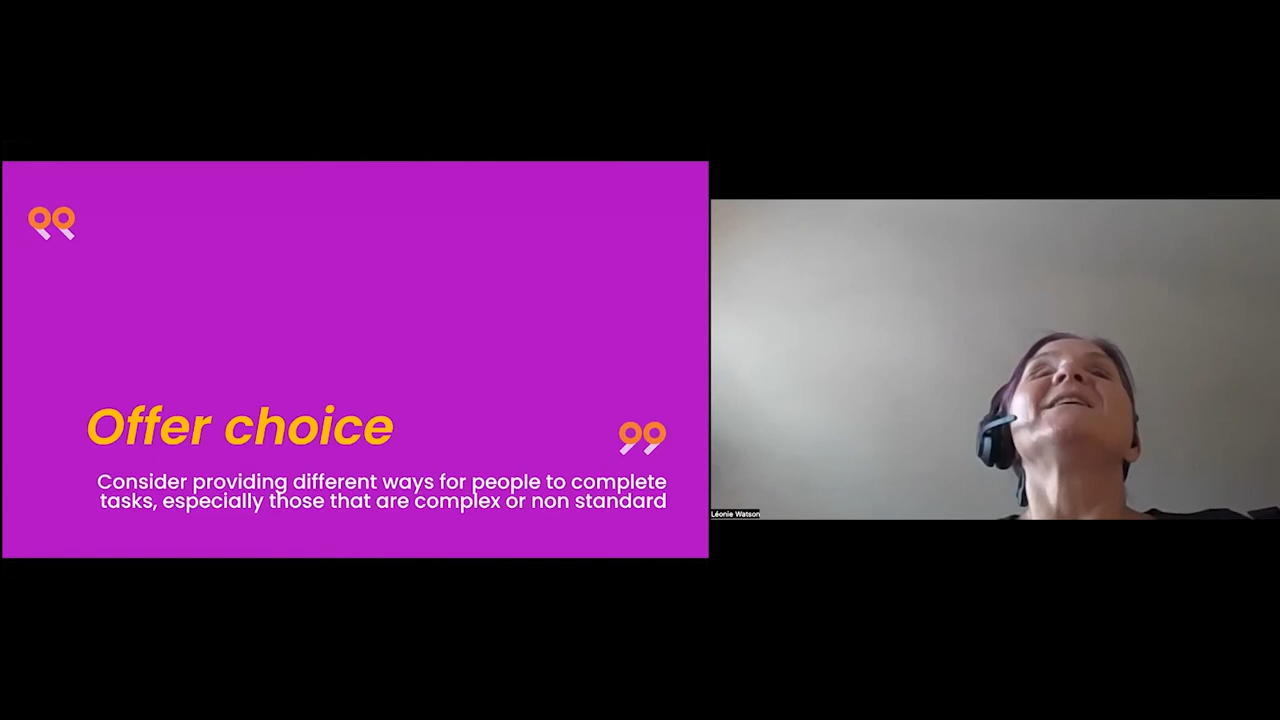 Offer choice
Consider providing different ways for people to complete
tasks, especially those that are complex or non standard
Léonie Watson